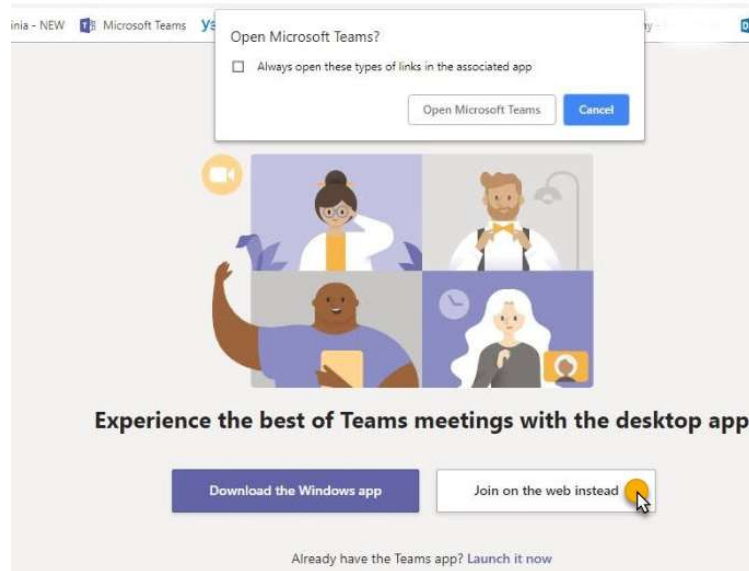 inia - NEW Microsoft Teams
Open Microsoft Teams?
Always open these types of links in the associated app
Open Microsoft Teams Cancel
Experience the best of Teams meetings with the desktop app
Download the Windows app Join on the web instead
Already have the Teams app? Launch it now